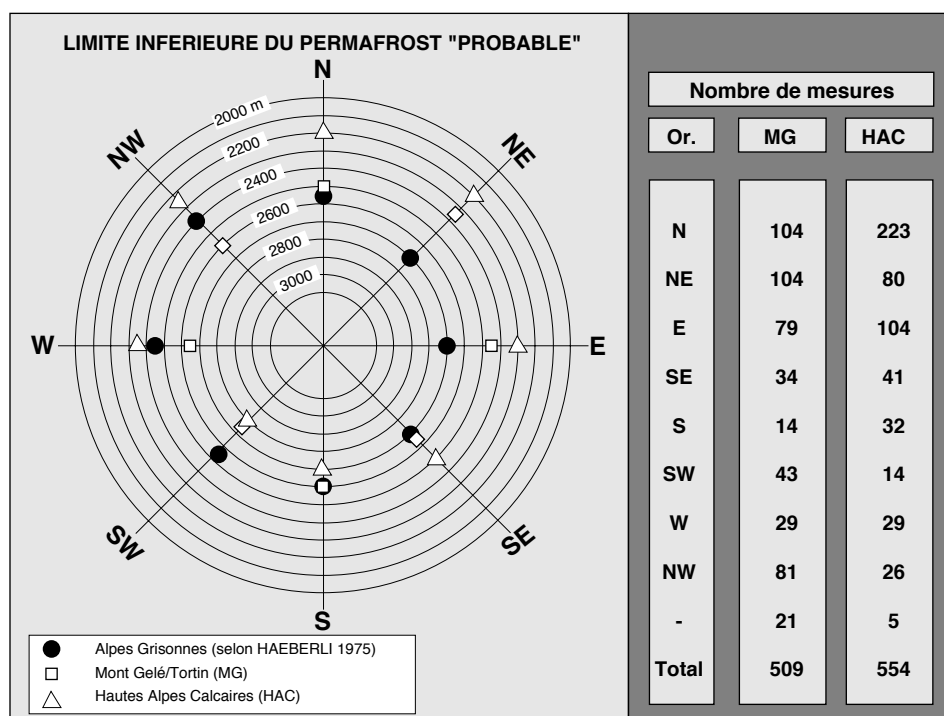 LIMITE INFERIEURE DU PERMAFROST "PROBABLE"
N
NW
NE
2000 m
2200
2400
2600
2800
3000
W
E
SW
SE
S
Alpes Grisonnes (selon HAEBERLI 1975)
Mont Gelé/Tortin (MG)
Hautes Alpes Calcaires (HAC)
Nombre de mesures
Or. MG HAC
N 104 223
NE 104 80
E 79 104
SE 34 41
S 14 32
SW 43 14
W 29 29
NW 81 26
- 21 5
Total 509 554